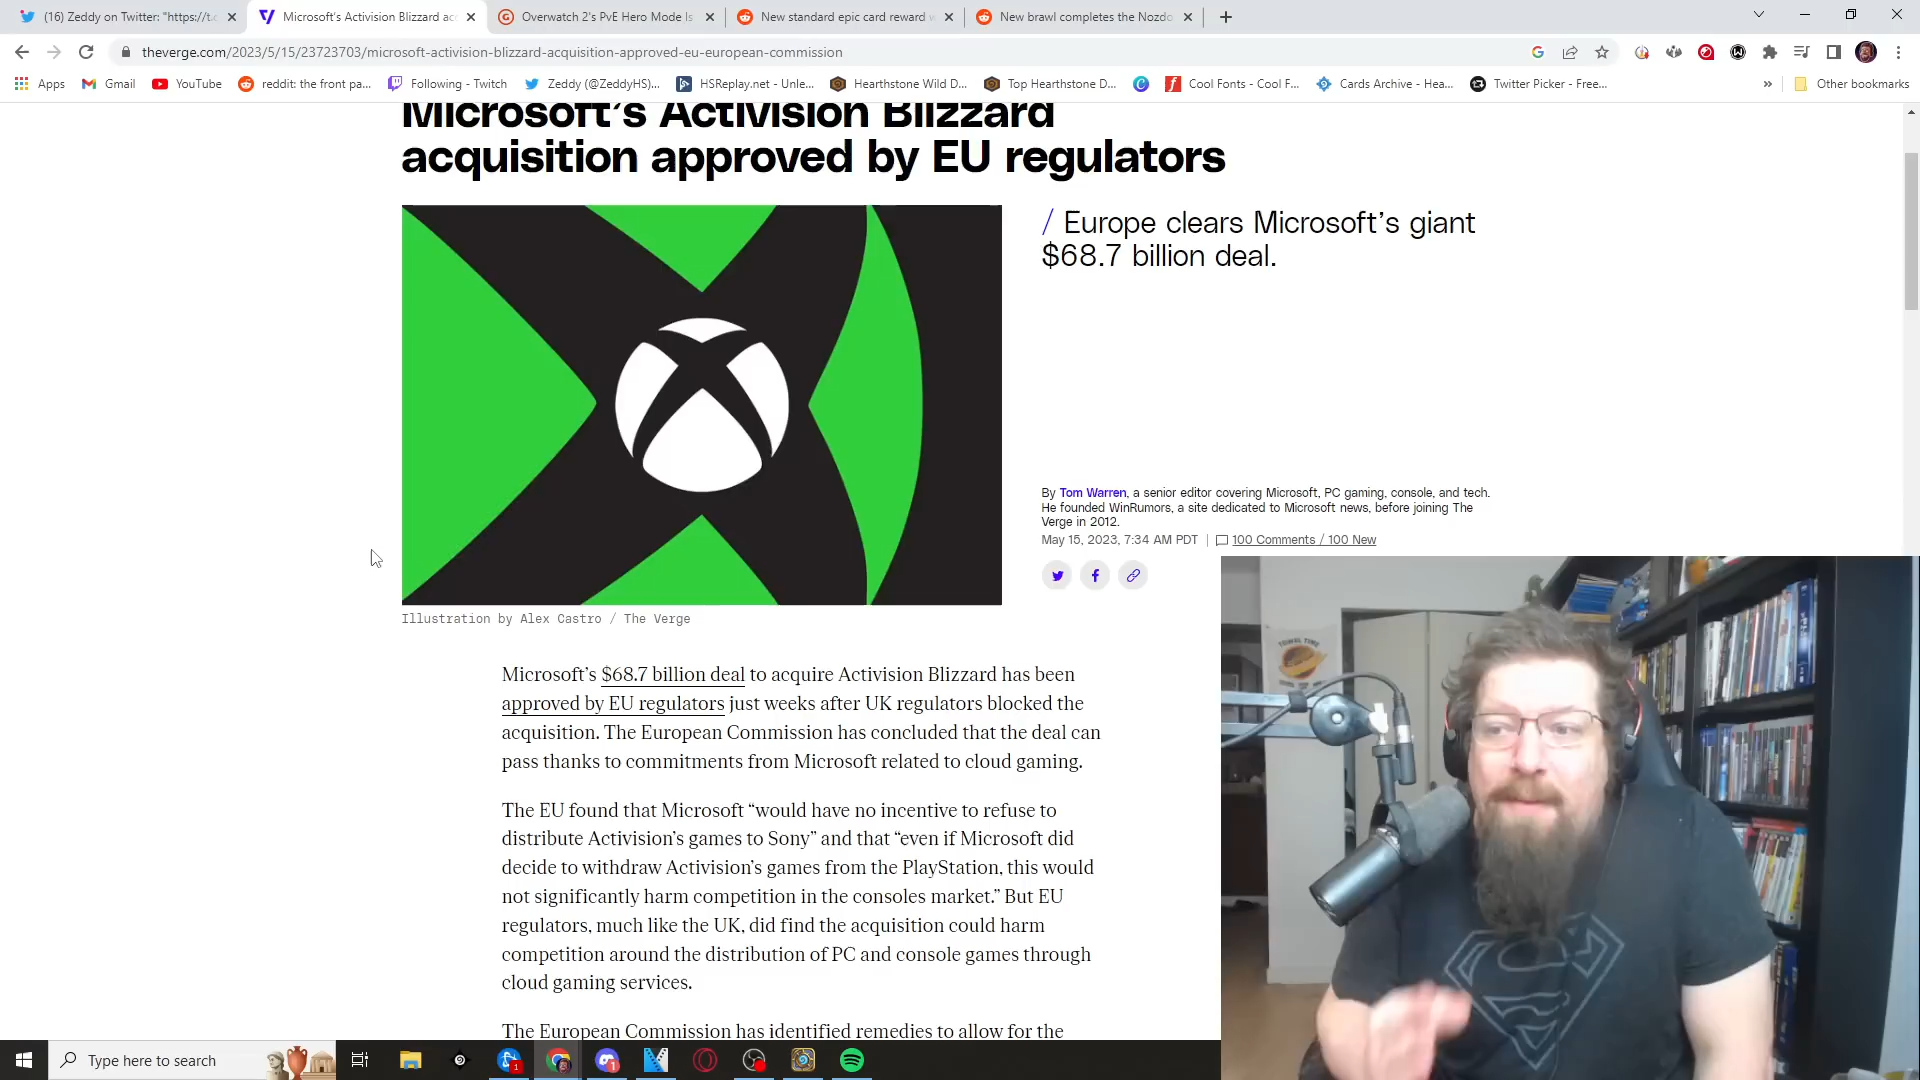 (16) Zeddy on Twitter: "https://t.c
Microsoft's Activision Blizzard ac
Overwatch 2's PvE Hero Mode Is
New standard epic card reward w
New brawl completes the Nozdo
theverge.com/2023/5/15/23723703/microsoft-activision-blizzard-acquisition-approved-eu-european-commission
Apps
Gmail
YouTube
reddit: the front pa...
Following - Twitch
Zeddy (@ZeddyHS)...
HSReplay.net - Unle...
Hearthstone Wild D...
Top Hearthstone D...
Cool Fonts - Cool F...
Cards Archive - Hea...
Twitter Picker - Free...
»
Other bookmarks
Microsoft's Activision Blizzard
acquisition approved by EU regulators
/ Europe clears Microsoft's giant
$68.7 billion deal.
By Tom Warren, a senior editor covering Microsoft, PC gaming, console, and tech.
He founded WinRumors, a site dedicated to Microsoft news, before joining The
Verge in 2012.
May 15, 2023, 7:34 AM PDT | 100 Comments / 100 New
Illustration by Alex Castro / The Verge
Microsoft's $68.7 billion deal to acquire Activision Blizzard has been
approved by EU regulators just weeks after UK regulators blocked the
acquisition. The European Commission has concluded that the deal can
pass thanks to commitments from Microsoft related to cloud gaming.
The EU found that Microsoft “would have no incentive to refuse to
distribute Activision's games to Sony” and that “even if Microsoft did
decide to withdraw Activision's games from the PlayStation, this would
not significantly harm competition in the consoles market.” But EU
regulators, much like the UK, did find the acquisition could harm
competition around the distribution of PC and console games through
cloud gaming services.
The European Commission has identified remedies to allow for the
Type here to search